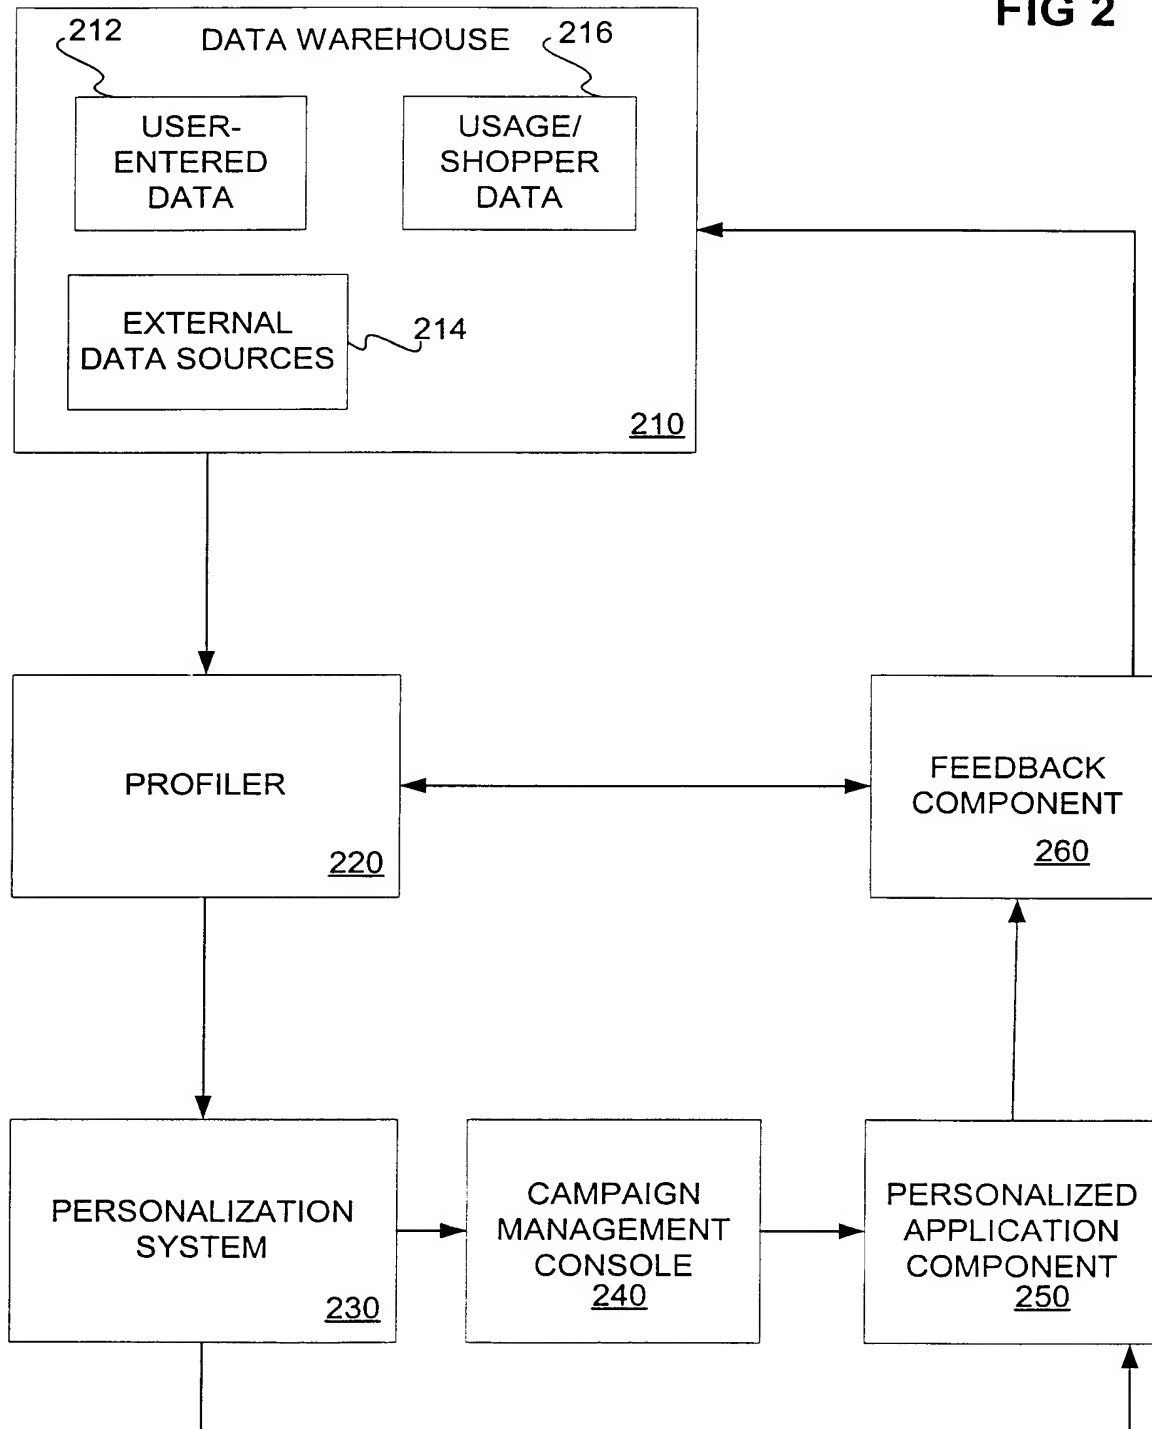 FIG 2
212
DATA WAREHOUSE
216
USER-
ENTERED
DATA
USAGE/
SHOPPER
DATA
EXTERNAL
DATA SOURCES
214
210
PROFILER
220
FEEDBACK
COMPONENT
260
PERSONALIZATION
SYSTEM
230
CAMPAIGN
MANAGEMENT
CONSOLE
240
PERSONALIZED
APPLICATION
COMPONENT
250